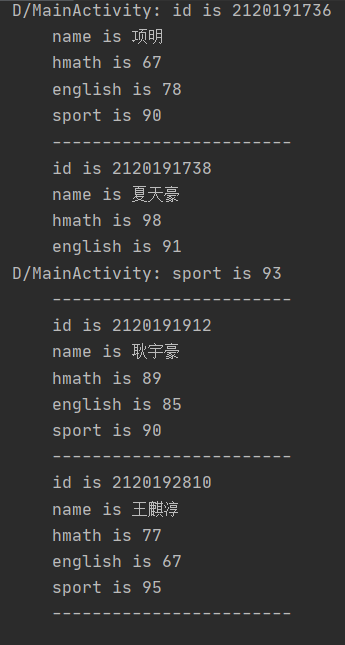 D/MainActivity: id is 2120191736
name is 项明
hmath is 67
english is 78
sport is 90
------------------------
id is 2120191738
name is 夏天豪
hmath is 98
english is 91
D/MainActivity: sport is 93
------------------------
id is 2120191912
name is 耿宇豪
hmath is 89
english is 85
sport is 90
------------------------
id is 2120192810
name is 王麒淳
hmath is 77
english is 67
sport is 95
------------------------